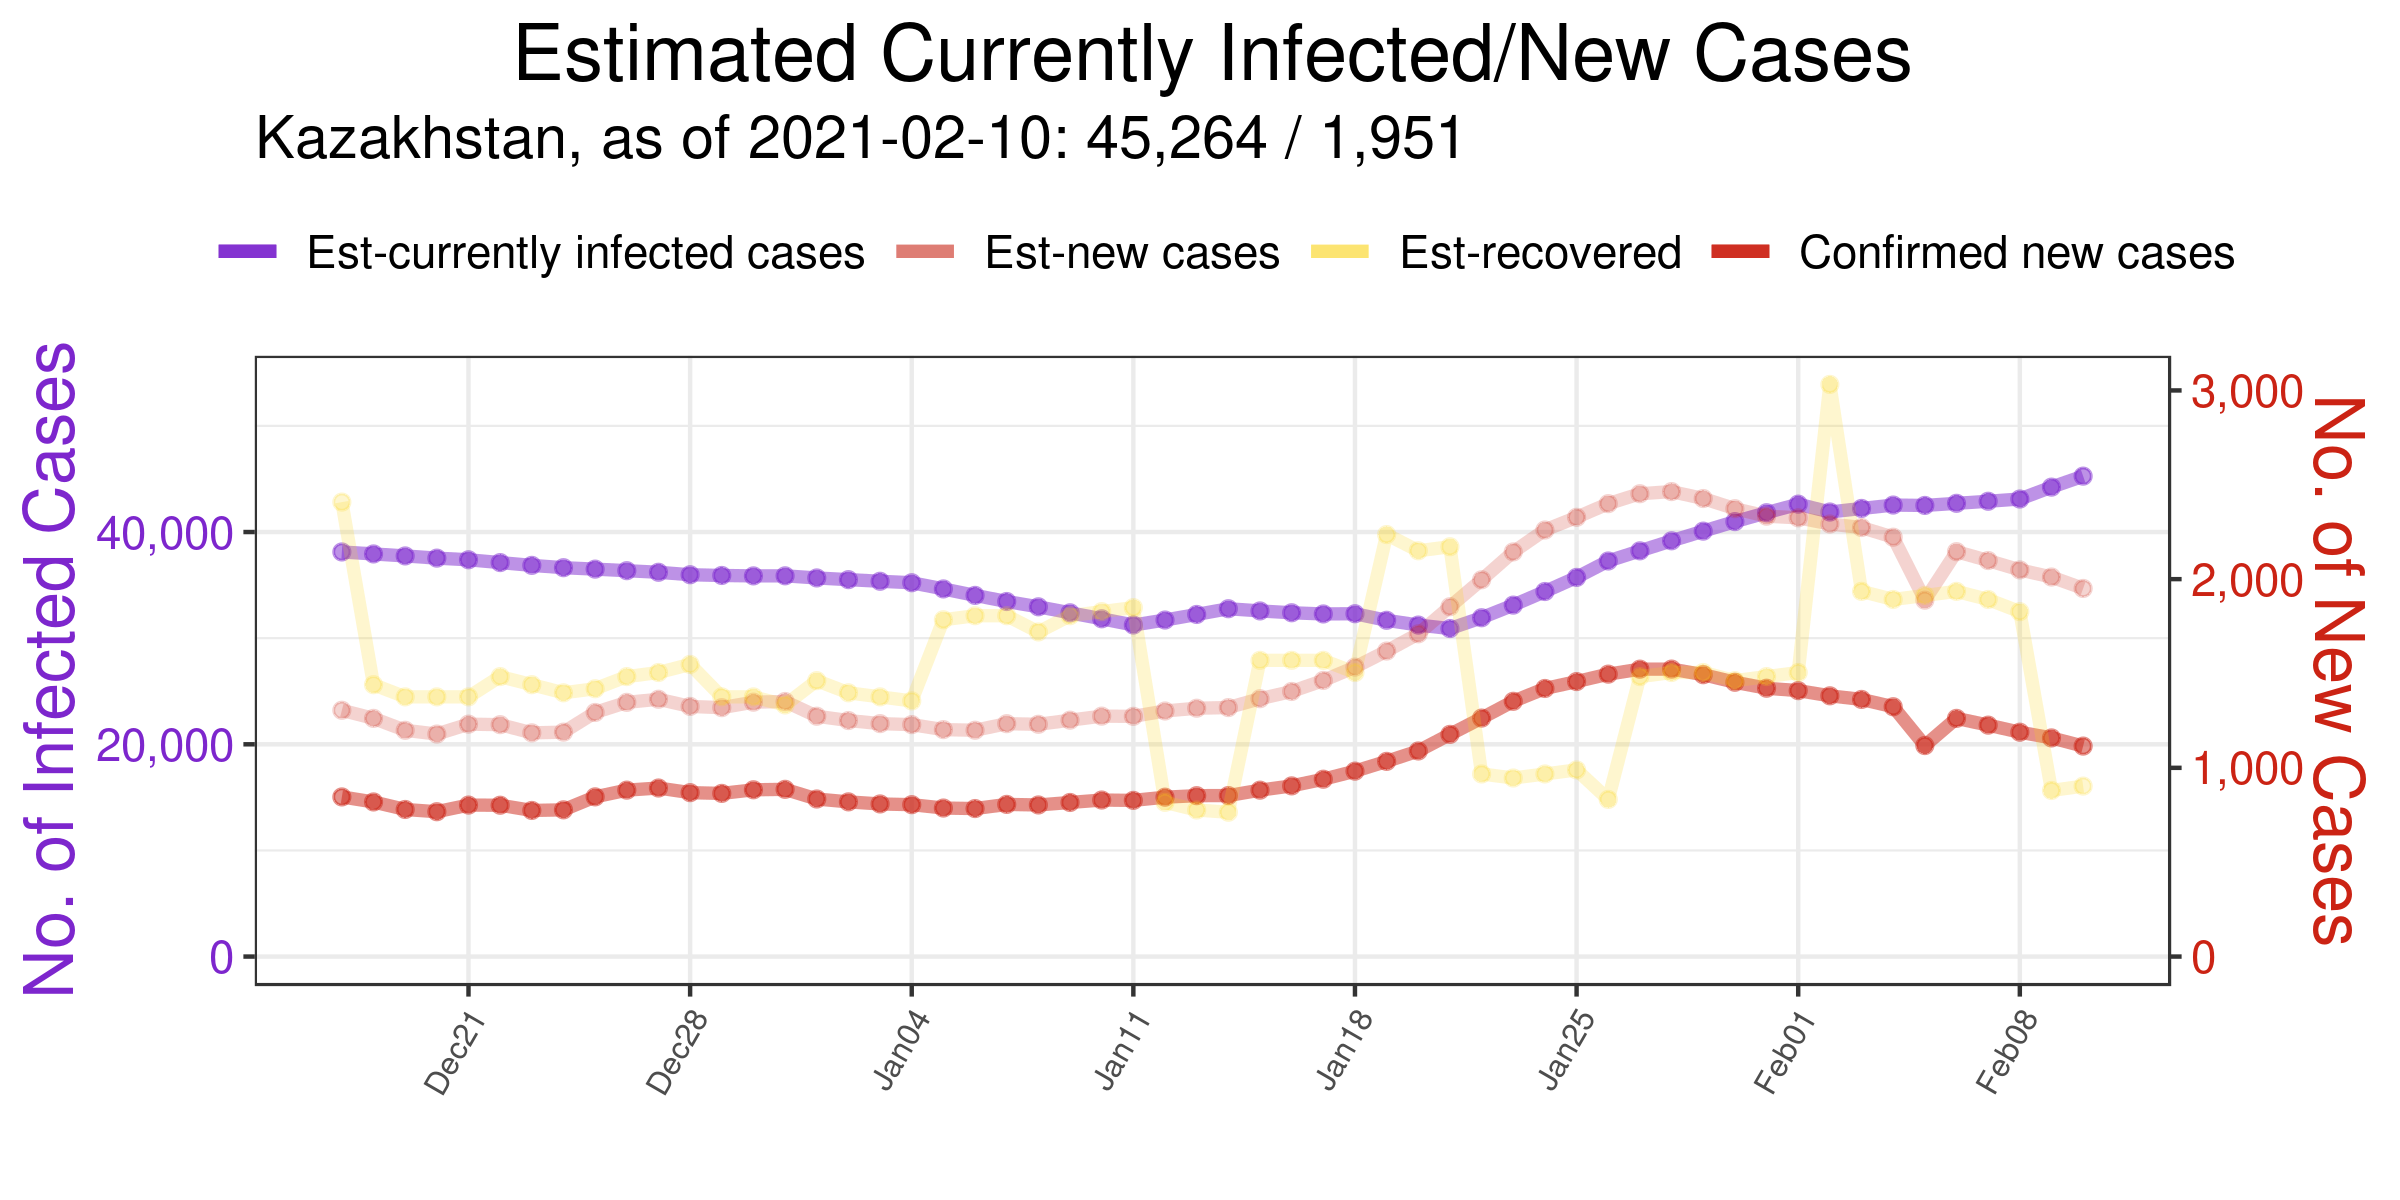 Estimated Currently Infected/New Cases
Kazakhstan, as of 2021-02-10: 45,264 / 1,951
Est-currently infected cases Est-new cases Est-recovered Confirmed new cases
No. of Infected Cases
40,000
20,000
0
3,000
2,000
1,000
0
No. of New Cases
Dec21 Dec28 Jan04 Jan11 Jan18 Jan25 Feb01 Feb08